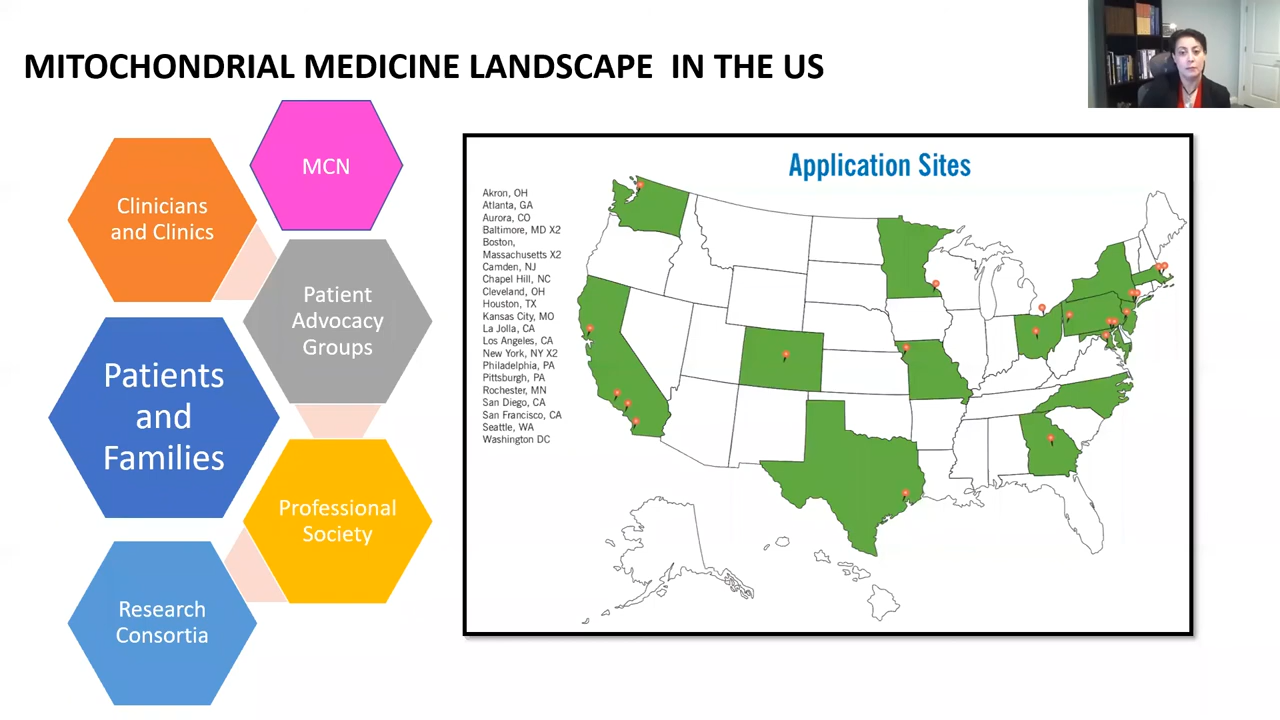 MITOCHONDRIAL MEDICINE LANDSCAPE IN THE US
MCN
Clinicians
and Clinics
Patient
Advocacy
Groups
Patients
and
Families
Professional
Society
Research
Consortia
Application Sites
Akron, OH
Atlanta, GA
Aurora, CO
Baltimore, MD X2
Boston,
Massachusetts X2
Camden, NJ
Chapel Hill, NC
Cleveland, OH
Houston, TX
Kansas City, MO
La Jolla, CA
Los Angeles, CA
New York, NY X2
Philadelphia, PA
Pittsburgh, PA
Rochester, MN
San Diego, CA
San Francisco, CA
Seattle, WA
Washington DC